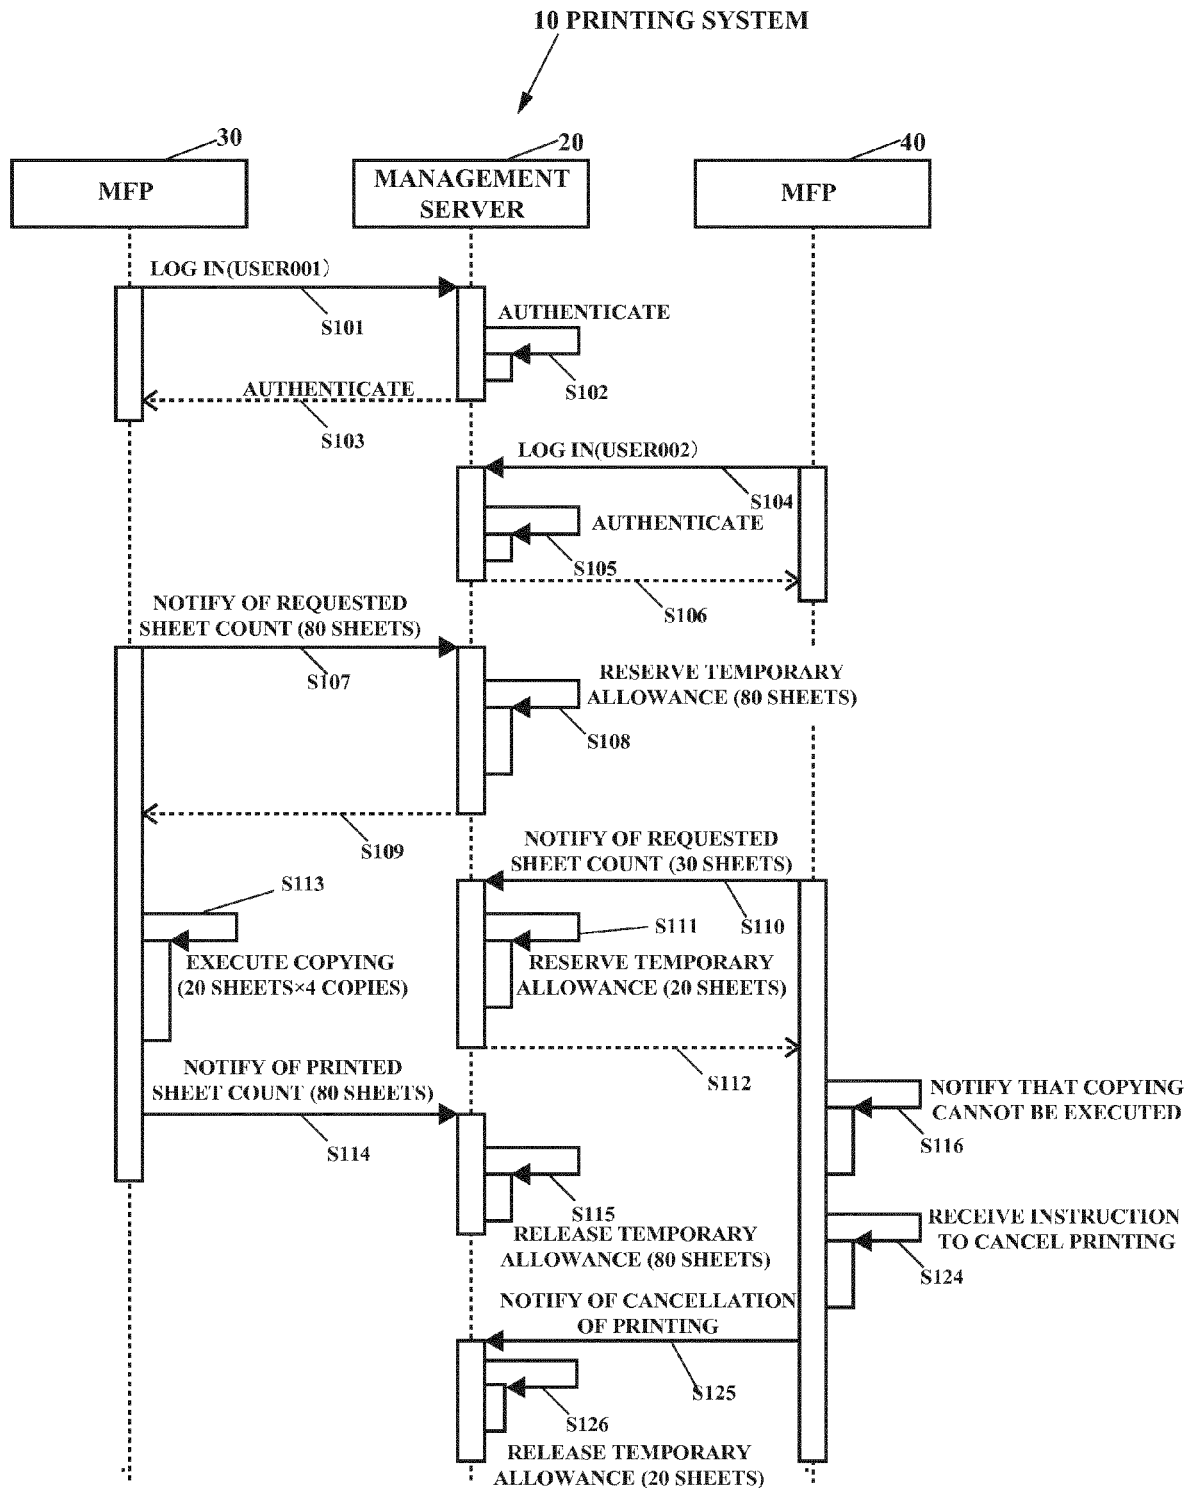 10 PRINTING SYSTEM
30
20
40
MFP
MANAGEMENT
SERVER
MFP
LOG IN(USER001)
S101
AUTHENTICATE
S102
AUTHENTICATE
S103
LOG IN(USER002)
S104
AUTHENTICATE
S105
S106
NOTIFY OF REQUESTED
SHEET COUNT (80 SHEETS)
S107
RESERVE TEMPORARY
ALLOWANCE (80 SHEETS)
S108
S109
NOTIFY OF REQUESTED
SHEET COUNT (30 SHEETS)
S110
S113
S111
EXECUTE COPYING
(20 SHEETS×4 COPIES)
RESERVE TEMPORARY
ALLOWANCE (20 SHEETS)
S112
NOTIFY OF PRINTED
SHEET COUNT (80 SHEETS)
S114
NOTIFY THAT COPYING
CANNOT BE EXECUTED
S116
S115
RELEASE TEMPORARY
ALLOWANCE (80 SHEETS)
RECEIVE INSTRUCTION
TO CANCEL PRINTING
S124
NOTIFY OF CANCELLATION
OF PRINTING
S125
S126
RELEASE TEMPORARY
ALLOWANCE (20 SHEETS)